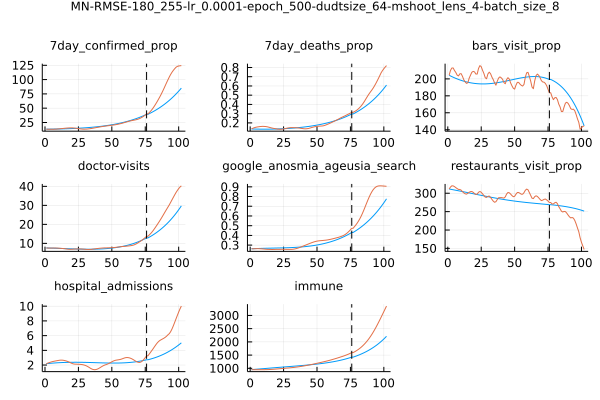 MN-RMSE-180_255-lr_0.0001-epoch_500-dudtsize_64-mshoot_lens_4-batch_size_8
7day_confirmed_prop 7day_deaths_prop bars_visit_prop
125 0.8 200
100 0.7 180
75 0.6 160
50 0.5 140
25 0.3
0.2
0 25 50 75 100 0 25 50 75 100 0 25 50 75 100
doctor-visits google_anosmia_ageusia_search restaurants_visit_prop
40 0.9 300
30 0.8 250
20 0.6 200
10 0.5 150
0.4
0.3
0 25 50 75 100 0 25 50 75 100 0 25 50 75 100
hospital_admissions immune
10 3000
8 2500
6 2000
4 1500
2 1000
0 25 50 75 100 0 25 50 75 100